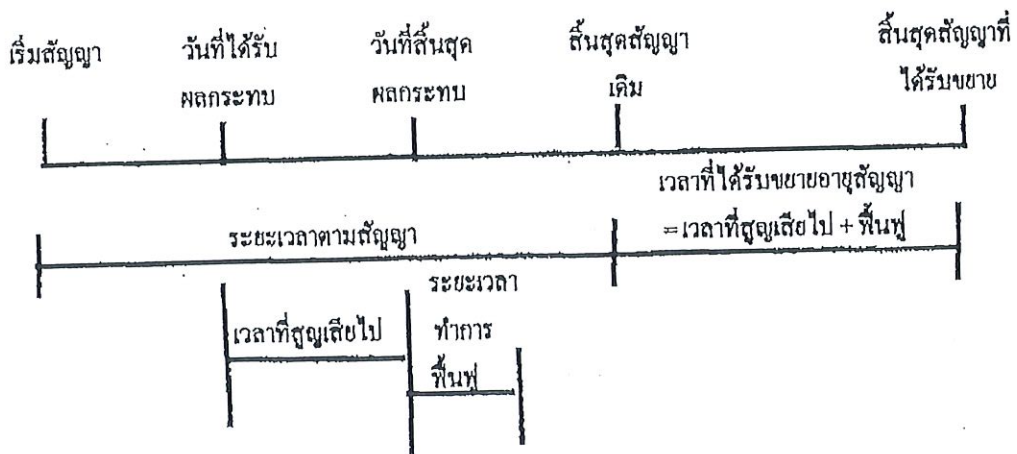 เริ่มสัญญา
วันที่ได้รับ
ผลกระทบ
วันที่สิ้นสุด
ผลกระทบ
สิ้นสุดสัญญา
เดิม
สิ้นสุดสัญญาที่
ได้รับขยาย
เวลาที่ได้รับขยายอายุสัญญา
=เวลาที่สูญเสียไป + ฟื้นฟู
ระยะเวลาตามสัญญา
เวลาที่สูญเสียไป
ระยะเวลา
ทำการ
ฟื้นฟู